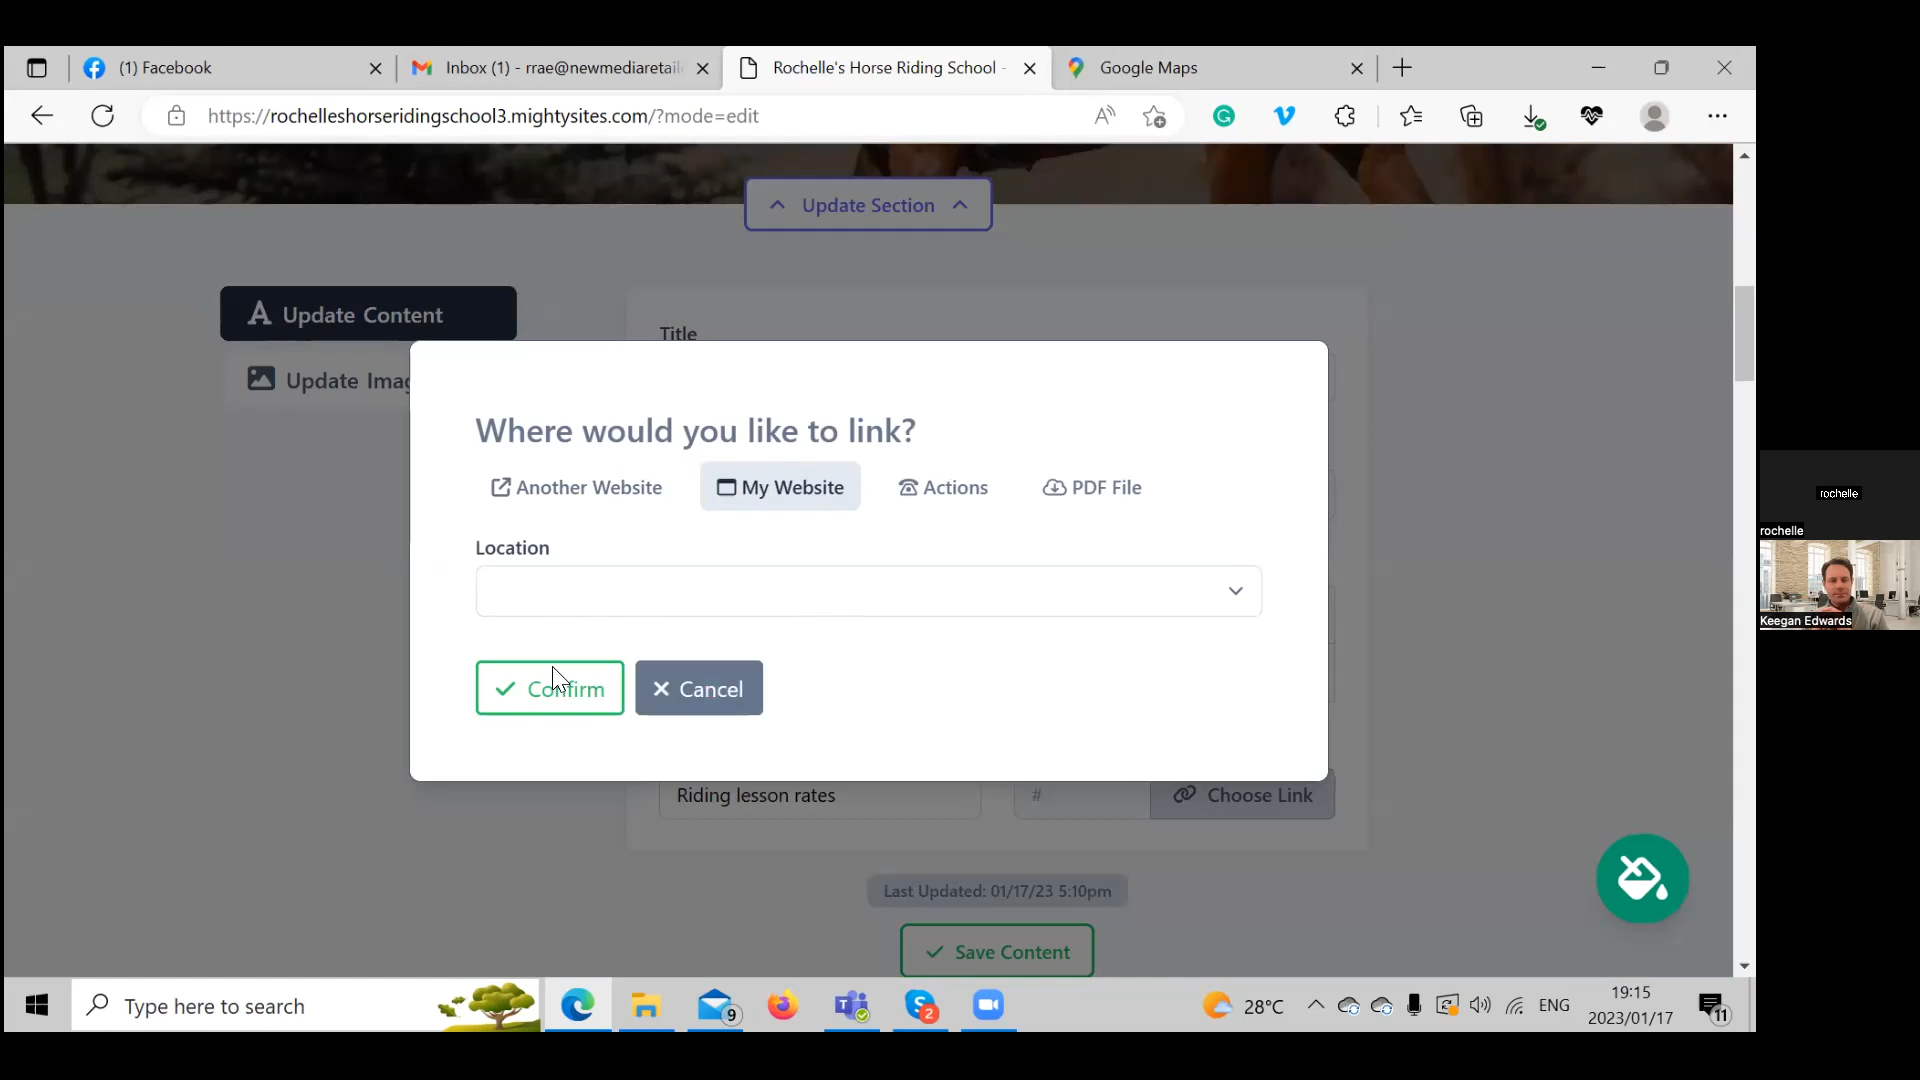 (1) Facebook
Inbox (1) - rrae@newmediaretail
Rochelle's Horse Riding School -
Google Maps
https://rochelleshorseridingschool3.mightysites.com/?mode=edit
Update Section
Update Content
Title
Update Imag
Where would you like to link?
Another Website
My Website
Actions
PDF File
Location
Confirm
Cancel
Riding lesson rates
#
Choose Link
Last Updated: 01/17/23 5:10pm
Save Content
rochelle
rochelle
Keegan Edwards
Type here to search
9
2
28°C
ENG
19:15
2023/01/17
11